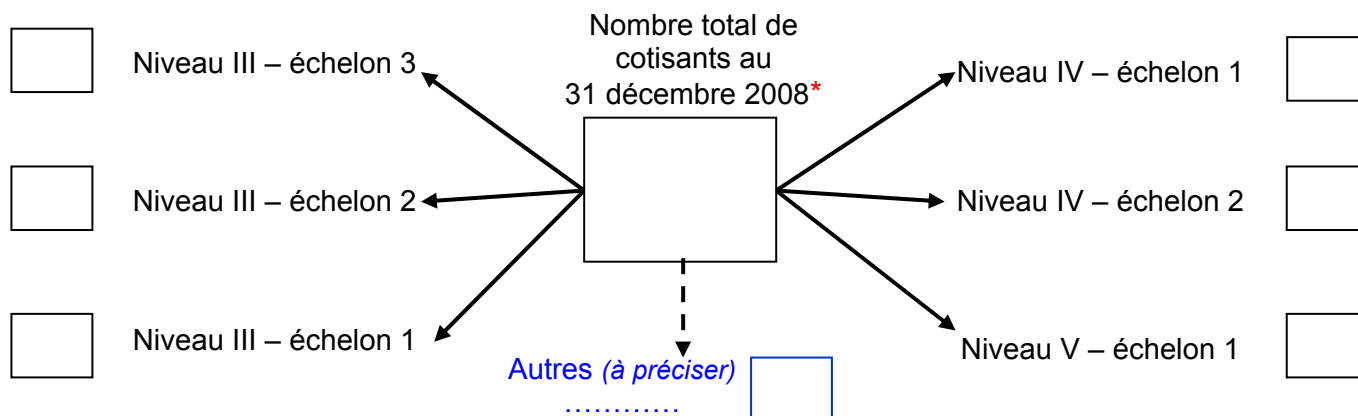 Nombre total de
cotisants au
31 décembre 2008*
Niveau III – échelon 3
Niveau IV – échelon 1
Niveau III – échelon 2
Niveau IV – échelon 2
Niveau III – échelon 1
Niveau V – échelon 1
Autres (à préciser)
…………